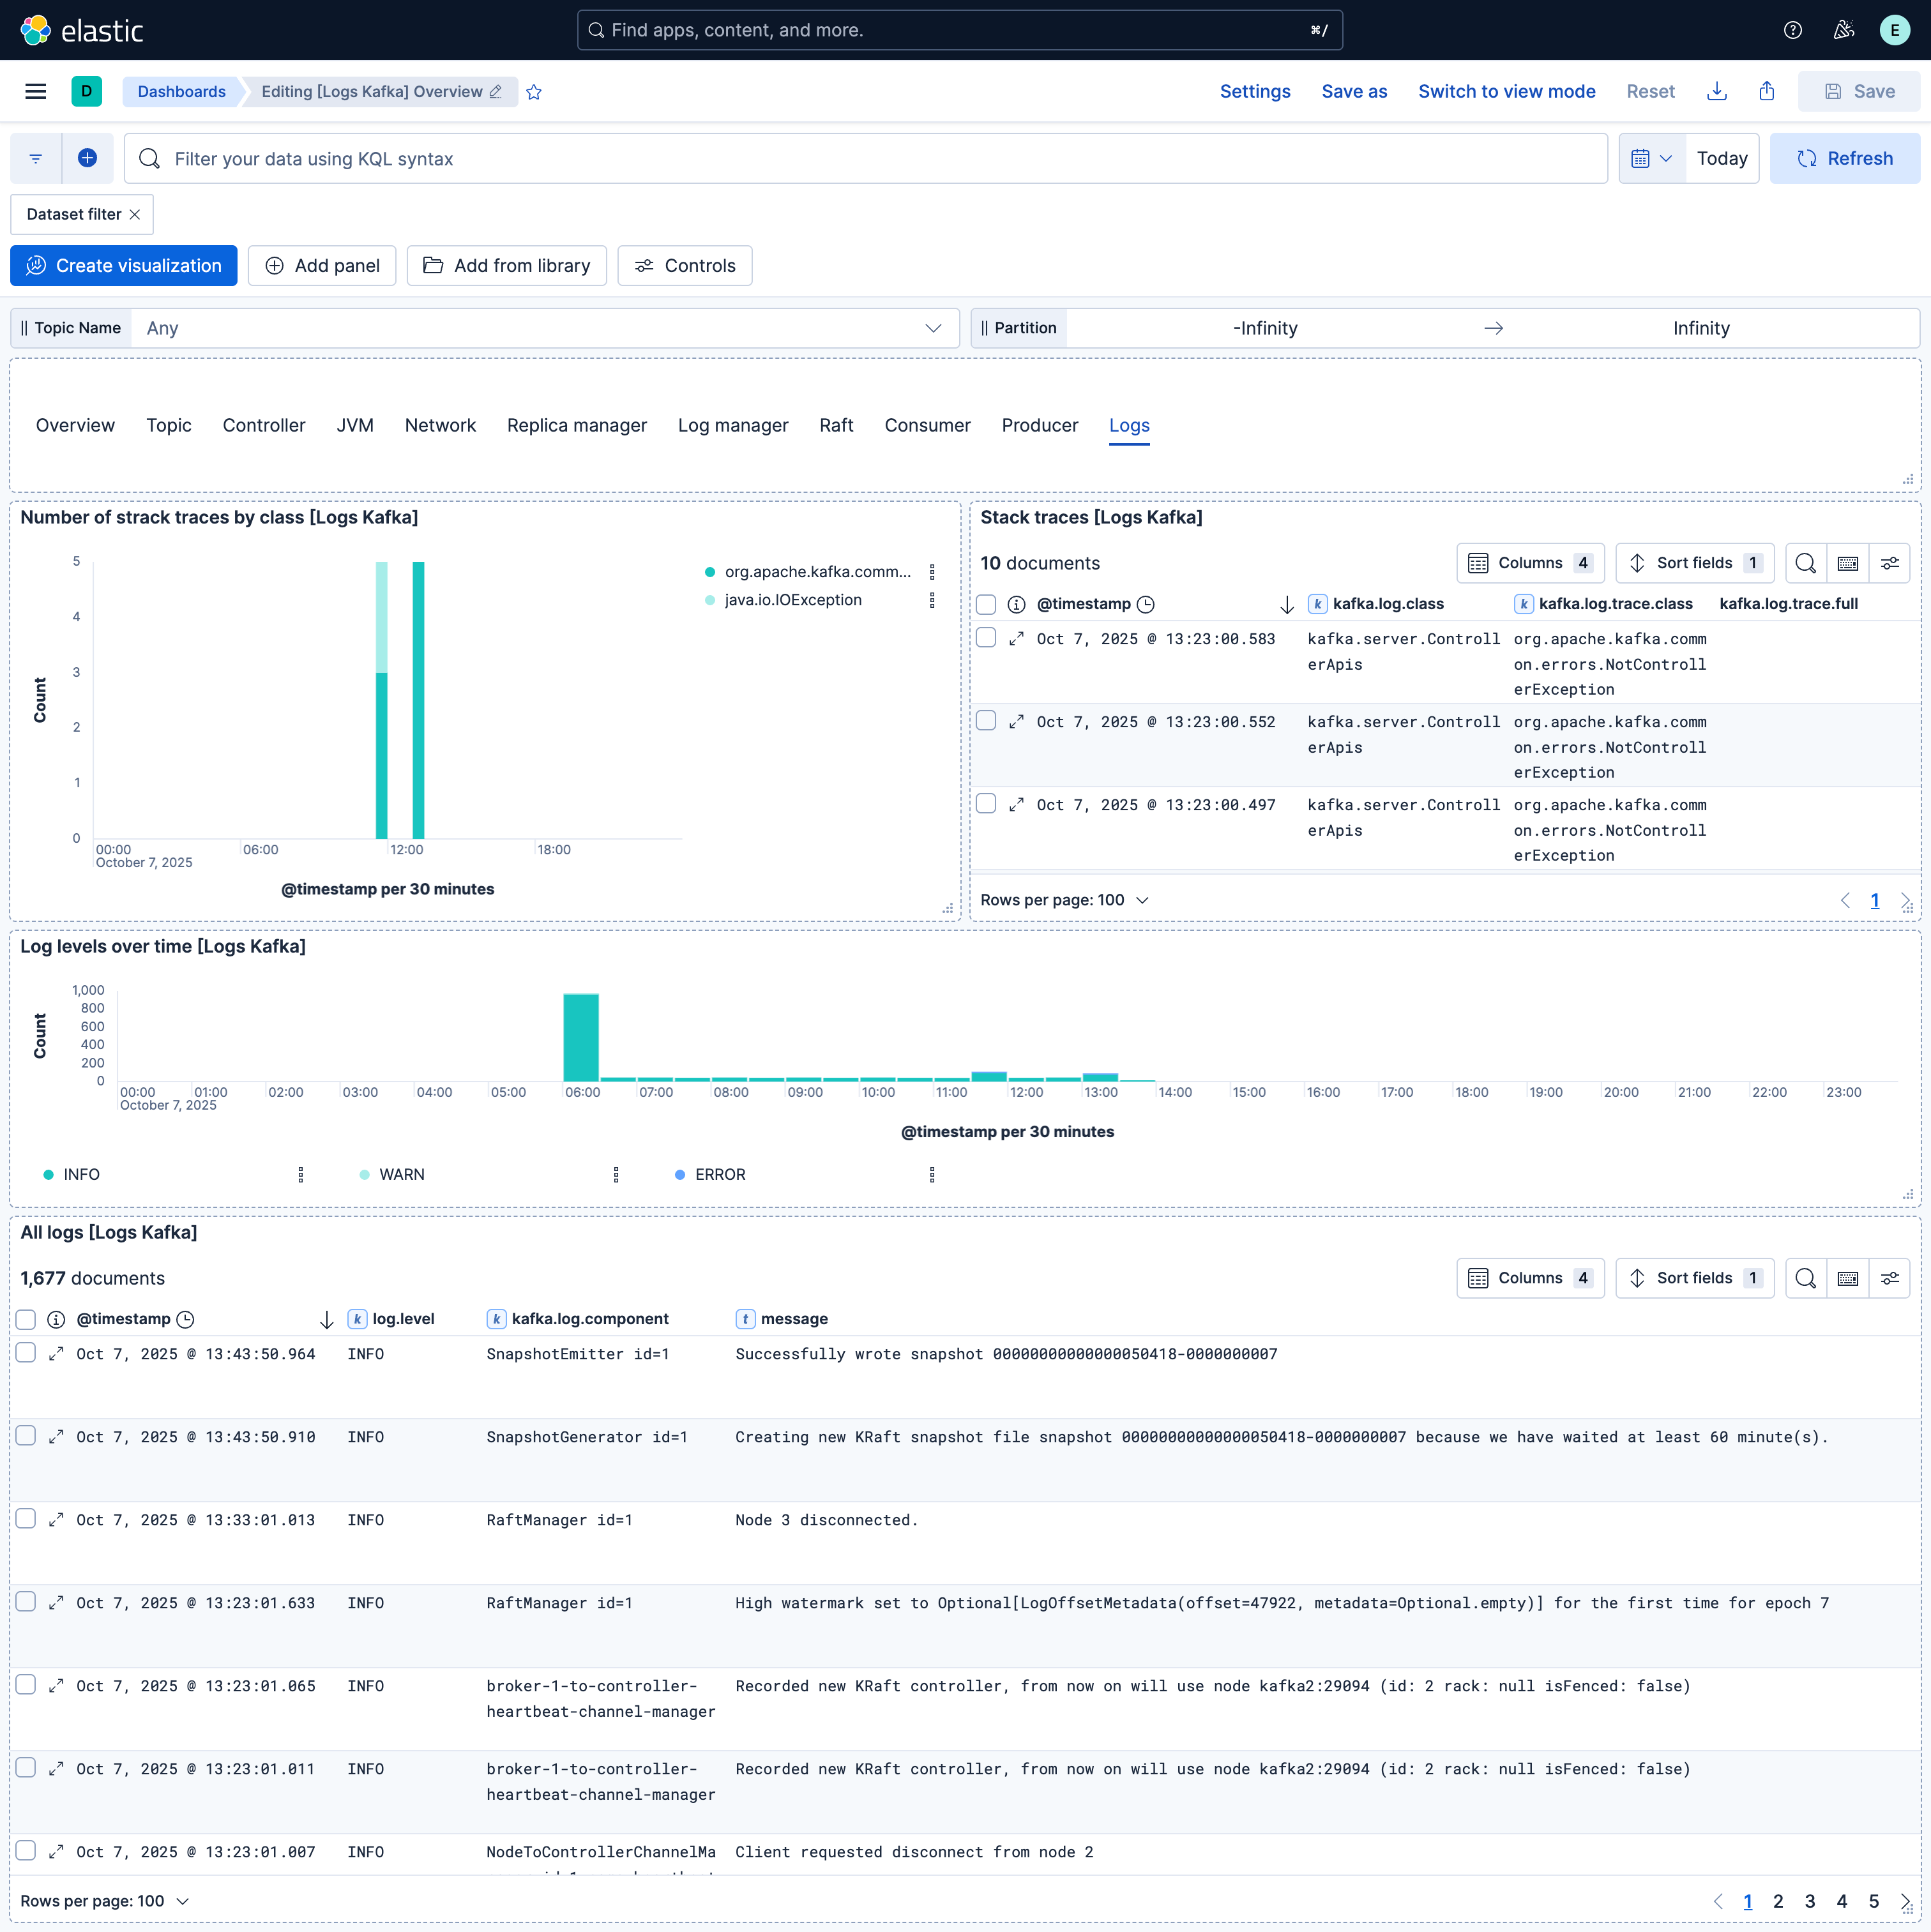 elastic
Find apps, content, and more.
⌘/
E
D
Dashboards
Editing [Logs Kafka] Overview
Settings
Save as
Switch to view mode
Reset
Save
Filter your data using KQL syntax
Today
Refresh
Dataset filter
Create visualization
Add panel
Add from library
Controls
Topic Name
Any
Partition
-Infinity
Infinity
Overview
Topic
Controller
JVM
Network
Replica manager
Log manager
Raft
Consumer
Producer
Logs
Number of strack traces by class [Logs Kafka]
Count
5
4
3
2
1
0
00:00
06:00
12:00
18:00
October 7, 2025
@timestamp per 30 minutes
org.apache.kafka.comm...
java.io.IOException
Stack traces [Logs Kafka]
10 documents
Columns 4
Sort fields 1
@timestamp
k kafka.log.class
k kafka.log.trace.class
kafka.log.trace.full
Oct 7, 2025 @ 13:23:00.583 kafka.server.Controll org.apache.kafka.comm
erApis on.errors.NotControll
erException
Oct 7, 2025 @ 13:23:00.552 kafka.server.Controll org.apache.kafka.comm
erApis on.errors.NotControll
erException
Oct 7, 2025 @ 13:23:00.497 kafka.server.Controll org.apache.kafka.comm
erApis on.errors.NotControll
erException
Rows per page: 100
1
Log levels over time [Logs Kafka]
Count
1,000
800
600
400
200
0
00:00 01:00 02:00 03:00 04:00 05:00 06:00 07:00 08:00 09:00 10:00 11:00 12:00 13:00 14:00 15:00 16:00 17:00 18:00 19:00 20:00 21:00 22:00 23:00
October 7, 2025
@timestamp per 30 minutes
INFO
WARN
ERROR
All logs [Logs Kafka]
1,677 documents
Columns 4
Sort fields 1
@timestamp
k log.level
k kafka.log.component
t message
Oct 7, 2025 @ 13:43:50.964 INFO SnapshotEmitter id=1 Successfully wrote snapshot 00000000000000050418-0000000007
Oct 7, 2025 @ 13:43:50.910 INFO SnapshotGenerator id=1 Creating new KRaft snapshot file snapshot 00000000000000050418-0000000007 because we have waited at least 60 minute(s).
Oct 7, 2025 @ 13:33:01.013 INFO RaftManager id=1 Node 3 disconnected.
Oct 7, 2025 @ 13:23:01.633 INFO RaftManager id=1 High watermark set to Optional[LogOffsetMetadata(offset=47922, metadata=Optional.empty)] for the first time for epoch 7
Oct 7, 2025 @ 13:23:01.065 INFO broker-1-to-controller- Recorded new KRaft controller, from now on will use node kafka2:29094 (id: 2 rack: null isFenced: false)
heartbeat-channel-manager
Oct 7, 2025 @ 13:23:01.011 INFO broker-1-to-controller- Recorded new KRaft controller, from now on will use node kafka2:29094 (id: 2 rack: null isFenced: false)
heartbeat-channel-manager
Oct 7, 2025 @ 13:23:01.007 INFO NodeToControllerChannelMa Client requested disconnect from node 2
Rows per page: 100
1 2 3 4 5